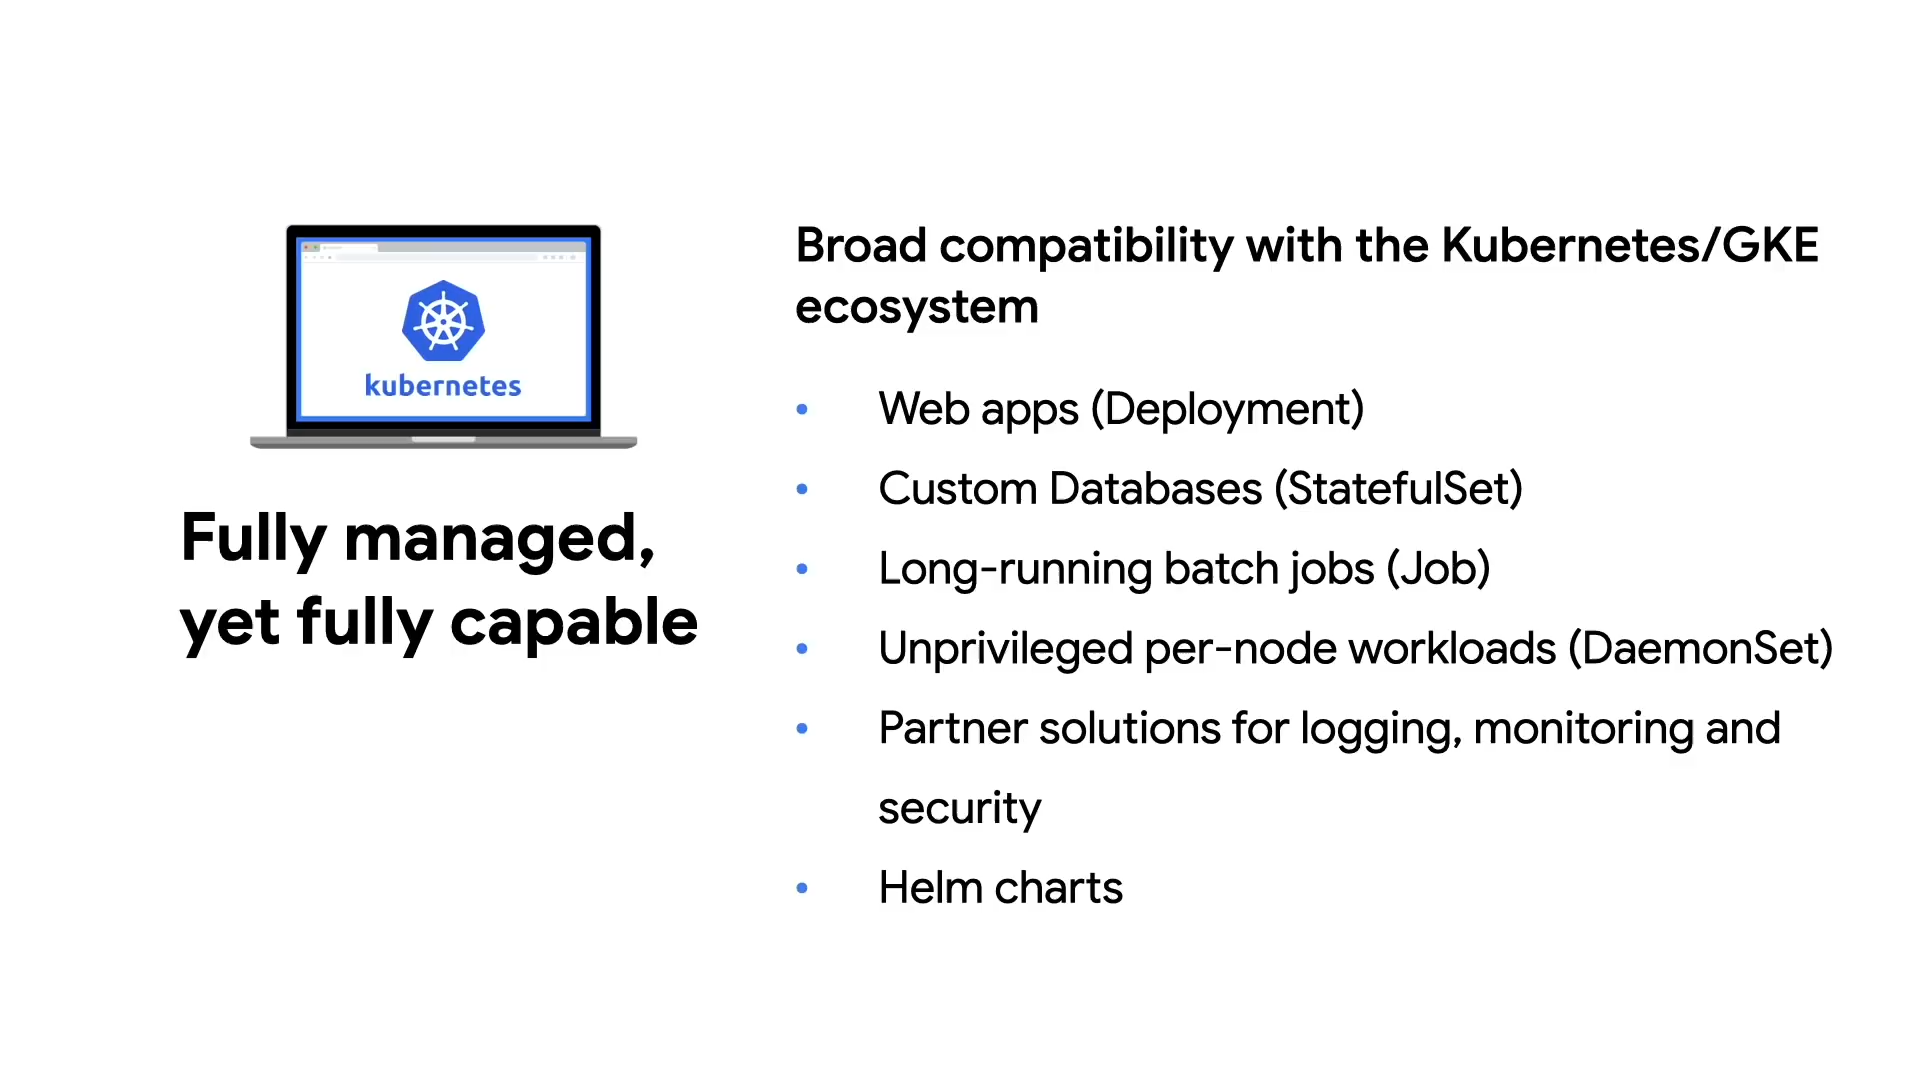 kubernetes
Fully managed,
yet fully capable
Broad compatibility with the Kubernetes/GKE
ecosystem
• Web apps (Deployment)
• Custom Databases (StatefulSet)
• Long-running batch jobs (Job)
• Unprivileged per-node workloads (DaemonSet)
• Partner solutions for logging, monitoring and
security
• Helm charts